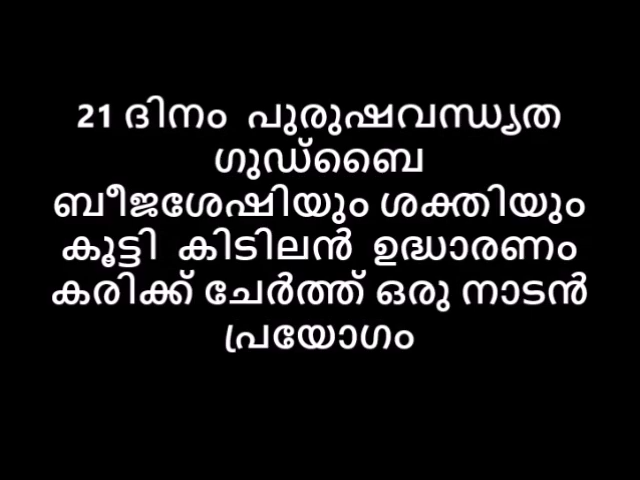 21 ദിനം പുരുഷവന്ധ്യത
ഗുഡ്ബൈ
ബീജശേഷിയും ശക്തിയും
കൂട്ടി കിടിലൻ ഉദ്ധാരണം
കരിക്ക് ചേർത്ത് ഒരു നാടൻ
പ്രയോഗം